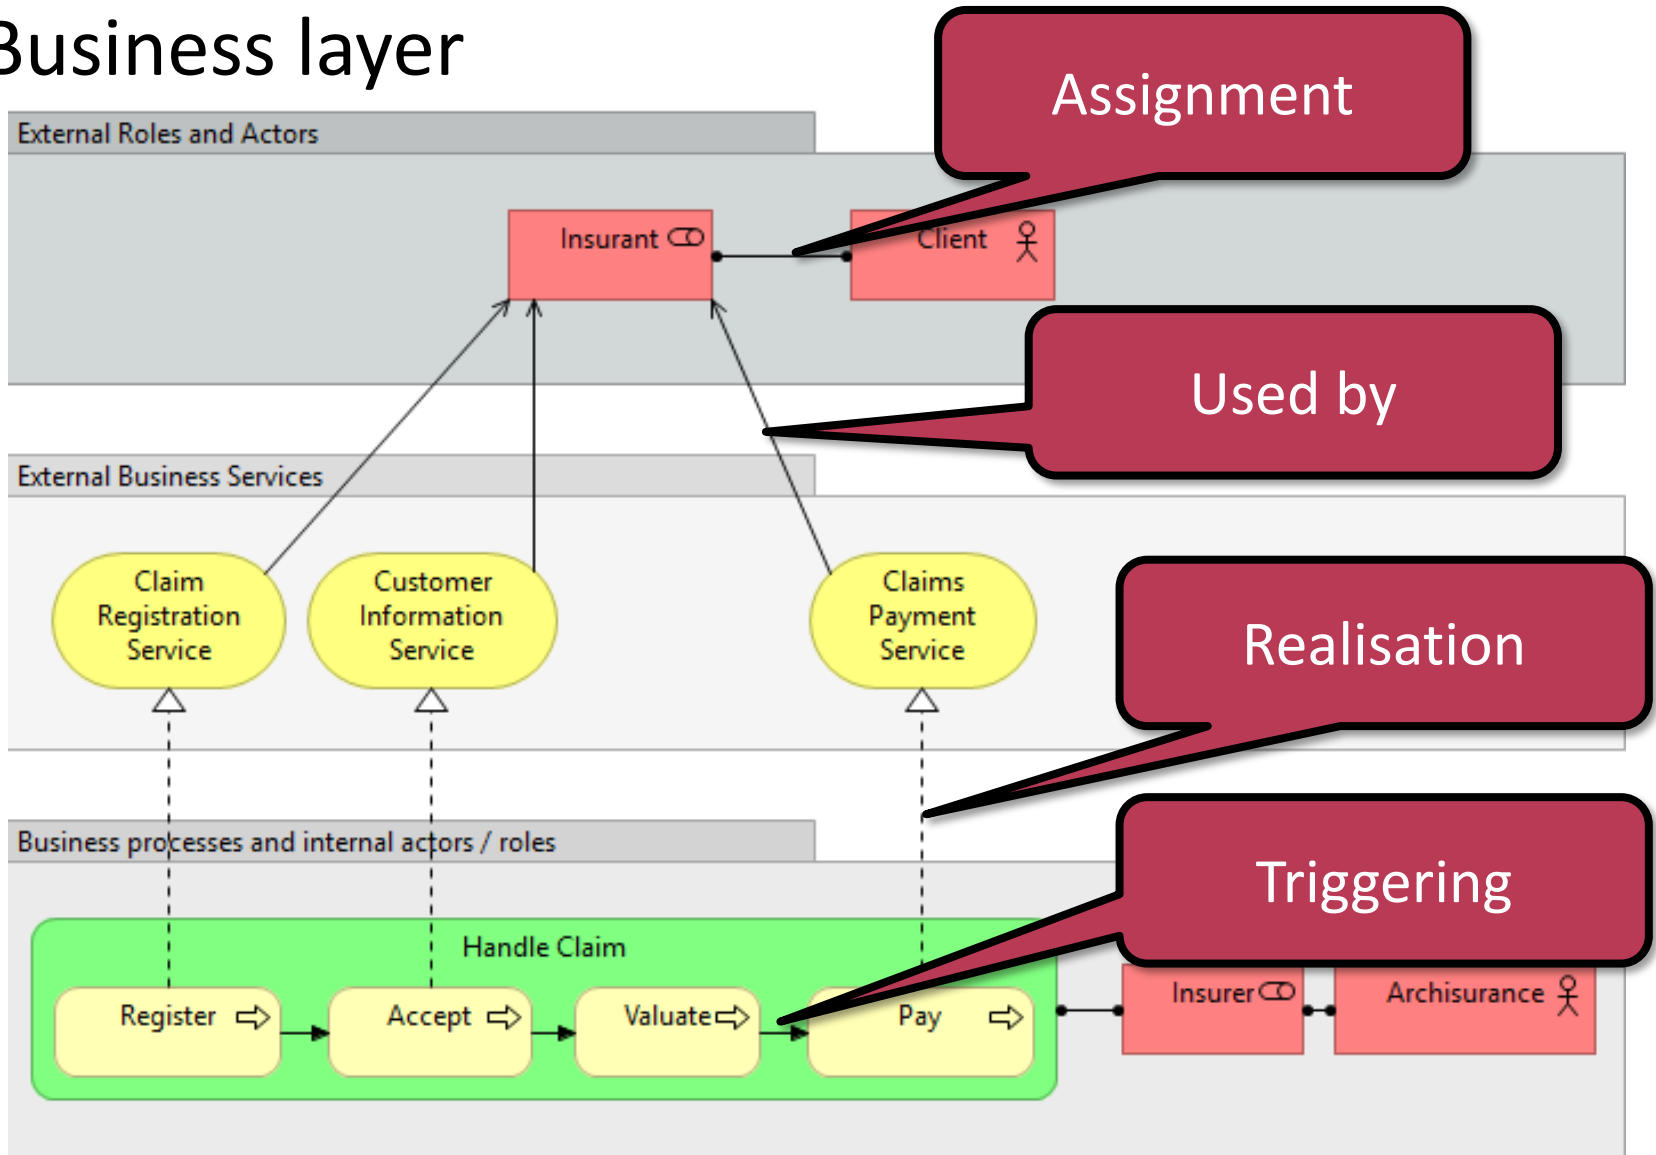 Business layer
Assignment
External Roles and Actors
Insurant
Client
Used by
External Business Services
Claim
Registration
Service
Customer
Information
Service
Claims
Payment
Service
Realisation
Business processes and internal actors / roles
Triggering
Handle Claim
Register
Accept
Valuate
Pay
Insurer
Archisurance